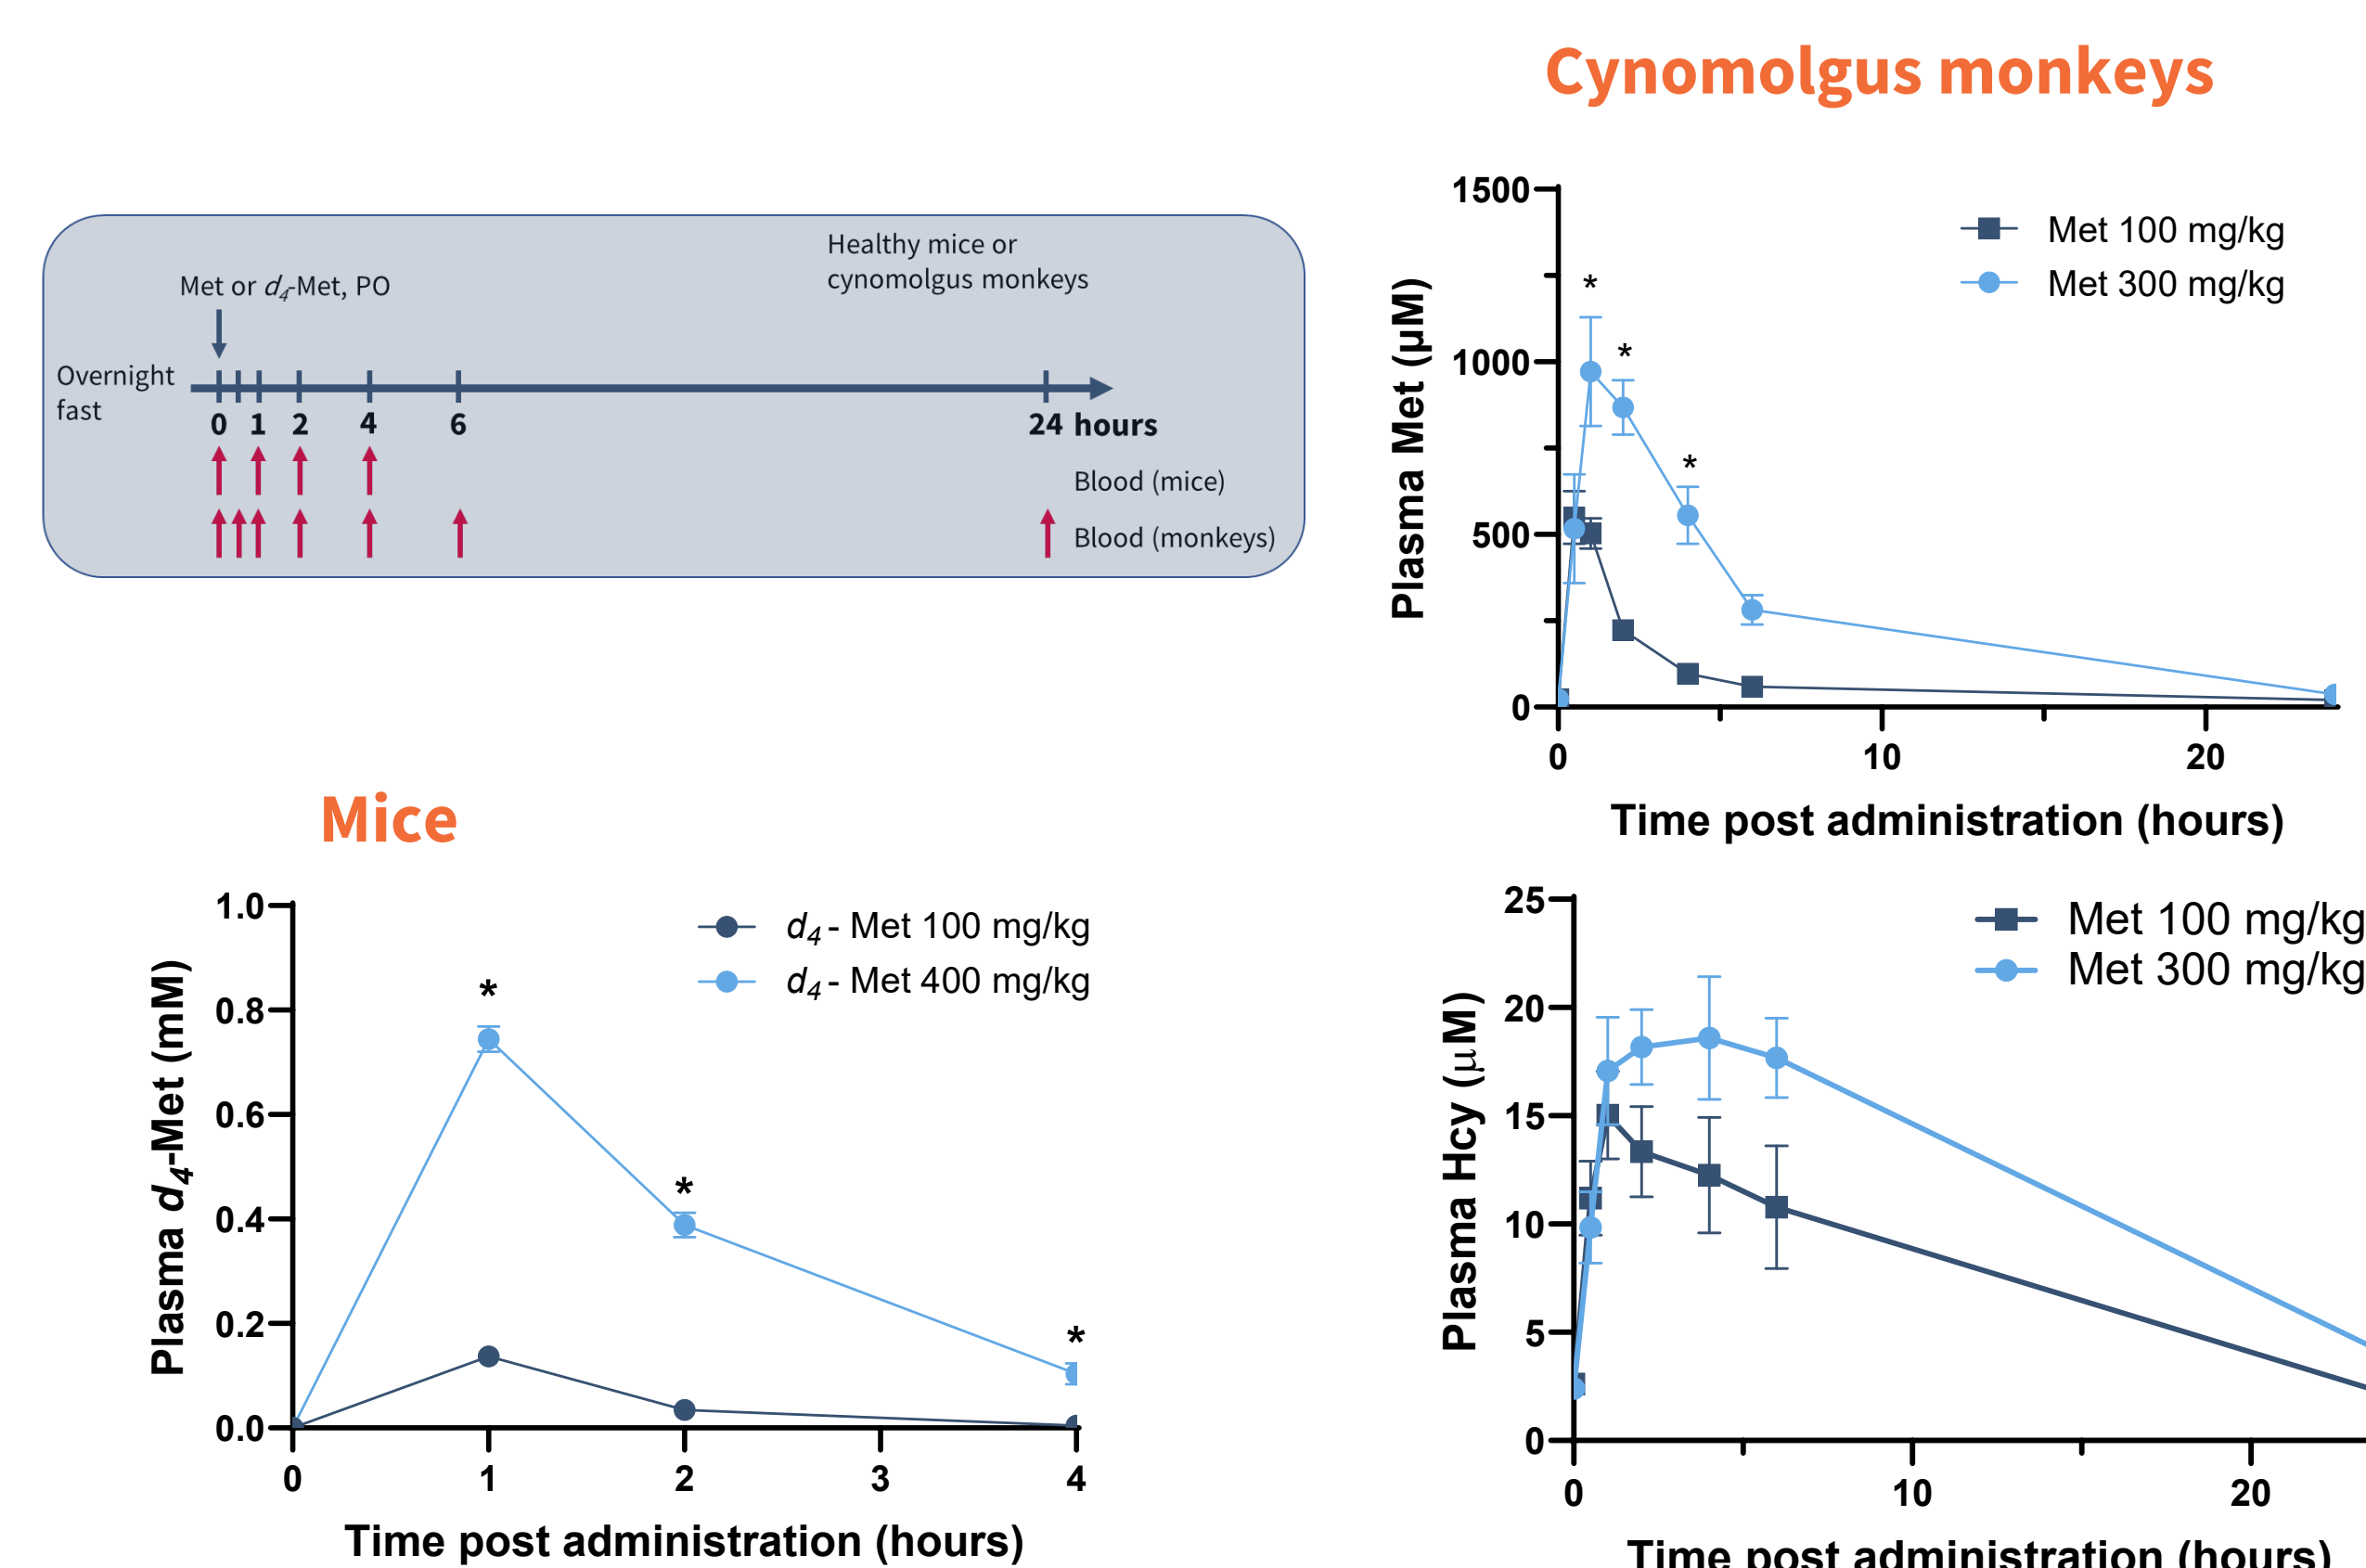 Cynomolgus monkeys
Healthy mice or
cynomolgus monkeys
Met or d4-Met, PO
Overnight
fast
0 1 2 4 6 24 hours
Blood (mice)
Blood (monkeys)
1500
1000
500
0
Plasma Met (µM)
* * *
Met 100 mg/kg
Met 300 mg/kg
0 10 20
Time post administration (hours)
Mice
1.0
0.8
0.6
0.4
0.2
0.0
Plasma d4-Met (mM)
* * *
d4- Met 100 mg/kg
d4- Met 400 mg/kg
0 1 2 3 4
Time post administration (hours)
25
20
15
10
5
0
Plasma Hcy (µM)
Met 100 mg/kg
Met 300 mg/kg
0 10 20
Time post administration (hours)